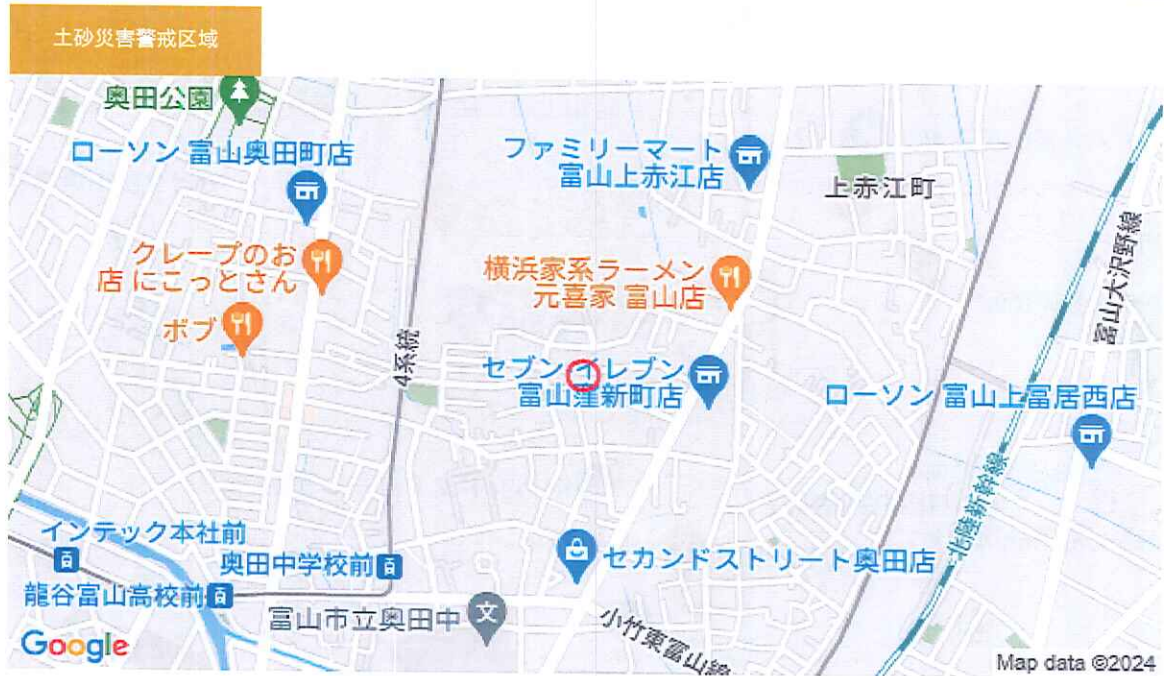 土砂災害警戒区域
奥田公園
ローソン 富山奥田町店
ファミリーマート
富山上赤江店
上赤江町
クレープのお
店 にこっとさん
横浜家系ラーメン
元喜家 富山店
富山大沢野線
ボブ
4系統
セブン-イレブン
富山窪新町店
ローソン 富山上冨居西店
北陸新幹線
インテック本社前
奥田中学校前
セカンドストリート奥田店
龍谷富山高校前
富山市立奥田中
小竹東富山線
Google
Map data ©2024